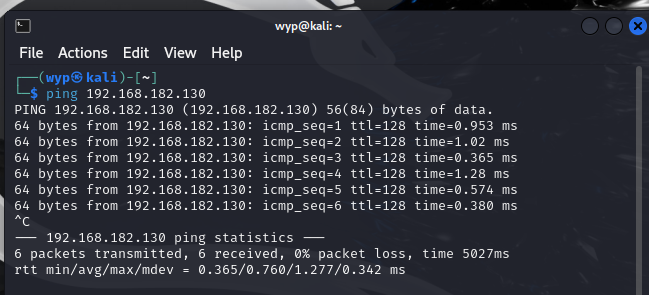 wyp@kali: ~
File Actions Edit View Help
┌──(wyp㉿kali)-[~]
└─$ ping 192.168.182.130
PING 192.168.182.130 (192.168.182.130) 56(84) bytes of data.
64 bytes from 192.168.182.130: icmp_seq=1 ttl=128 time=0.953 ms
64 bytes from 192.168.182.130: icmp_seq=2 ttl=128 time=1.02 ms
64 bytes from 192.168.182.130: icmp_seq=3 ttl=128 time=0.365 ms
64 bytes from 192.168.182.130: icmp_seq=4 ttl=128 time=1.28 ms
64 bytes from 192.168.182.130: icmp_seq=5 ttl=128 time=0.574 ms
64 bytes from 192.168.182.130: icmp_seq=6 ttl=128 time=0.380 ms
^C
--- 192.168.182.130 ping statistics ---
6 packets transmitted, 6 received, 0% packet loss, time 5027ms
rtt min/avg/max/mdev = 0.365/0.760/1.277/0.342 ms